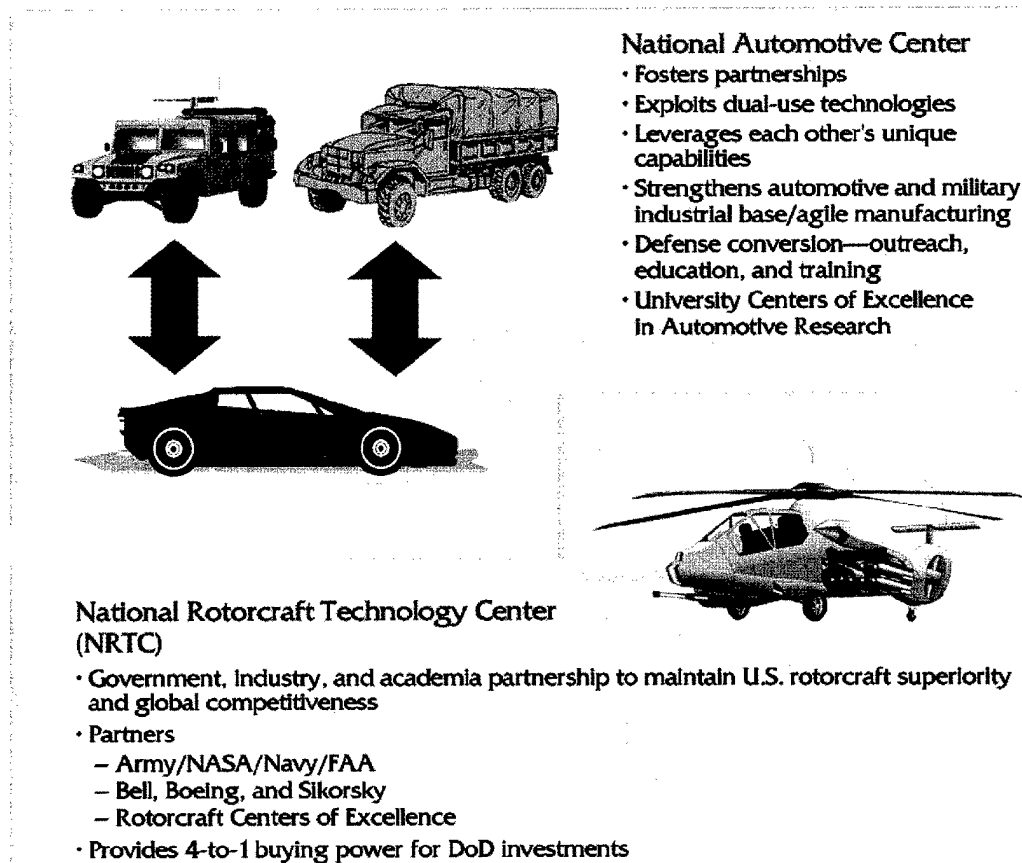 National Automotive Center
· Fosters partnerships
· Exploits dual-use technologies
· Leverages each other's unique
capabilities
· Strengthens automotive and military
industrial base/agile manufacturing
· Defense conversion—outreach,
education, and training
· University Centers of Excellence
in Automotive Research
National Rotorcraft Technology Center
(NRTC)
· Government, industry, and academia partnership to maintain U.S. rotorcraft superiority
and global competitiveness
· Partners
– Army/NASA/Navy/FAA
– Bell, Boeing, and Sikorsky
– Rotorcraft Centers of Excellence
· Provides 4-to-1 buying power for DoD investments